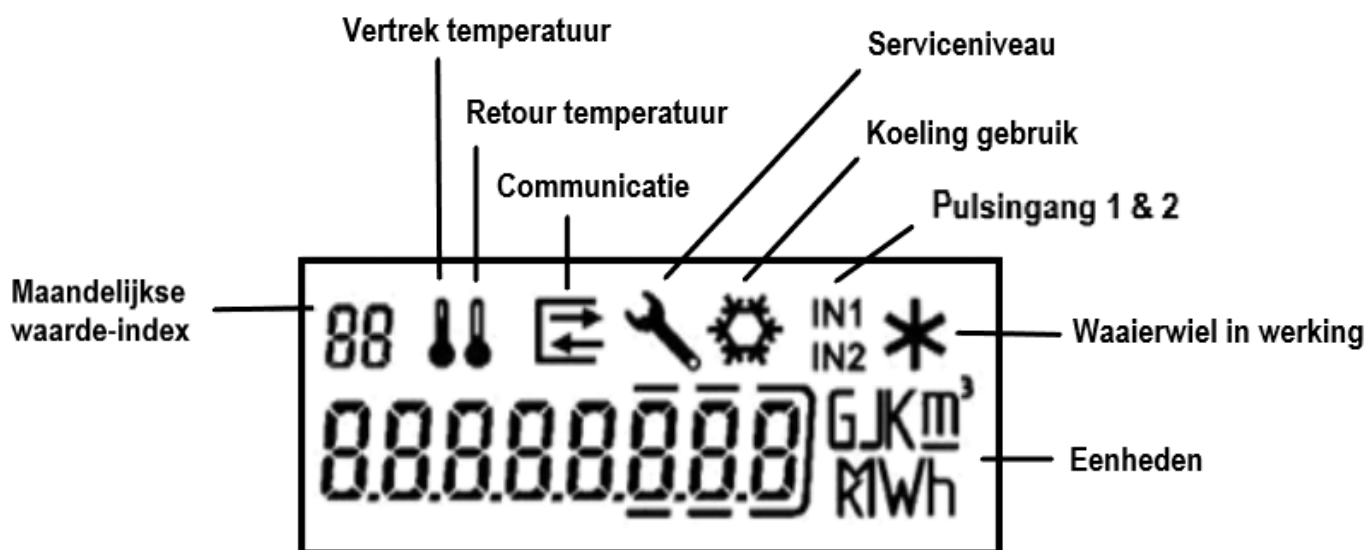 Vertrek temperatuur
Serviceniveau
Retour temperatuur
Koeling gebruik
Communicatie
Pulsingang 1 & 2
Maandelijkse
waarde-index
88
IN1
IN2
Waaierwiel in werking
8.8.8.8.8.8.8.8
GJKm³
kMWh
Eenheden